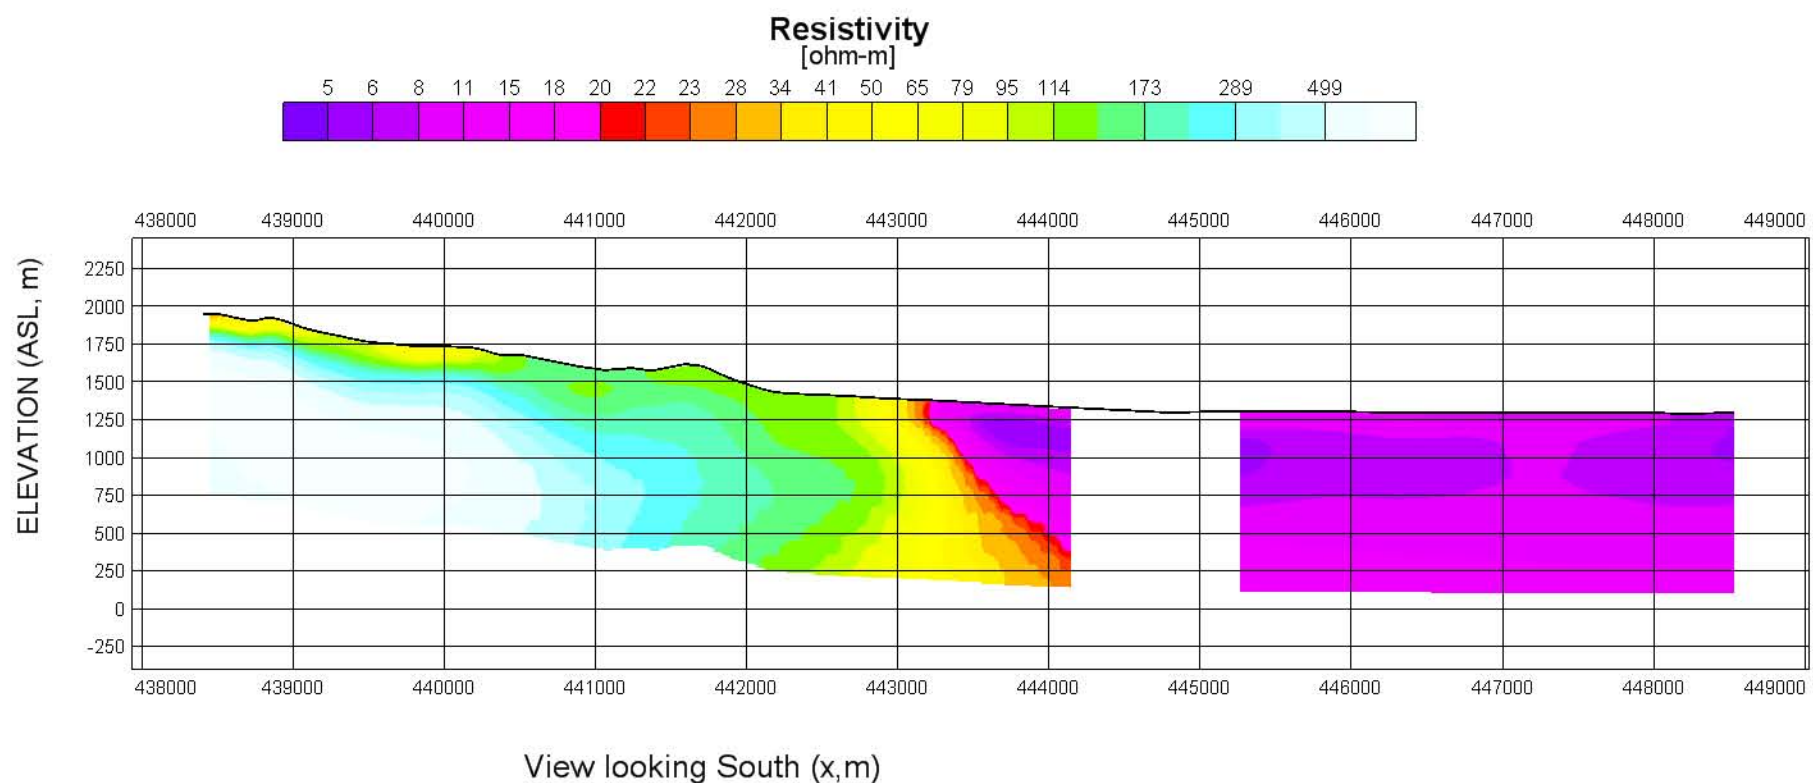 Resistivity
[ohm-m]
5 6 8 11 15 18 20 22 23 28 34 41 50 65 79 95 114 173 289 499
438000 439000 440000 441000 442000 443000 444000 445000 446000 447000 448000 449000
ELEVATION (ASL, m)
2250
2000
1750
1500
1250
1000
750
500
250
0
-250
438000 439000 440000 441000 442000 443000 444000 445000 446000 447000 448000 449000
View looking South (x,m)